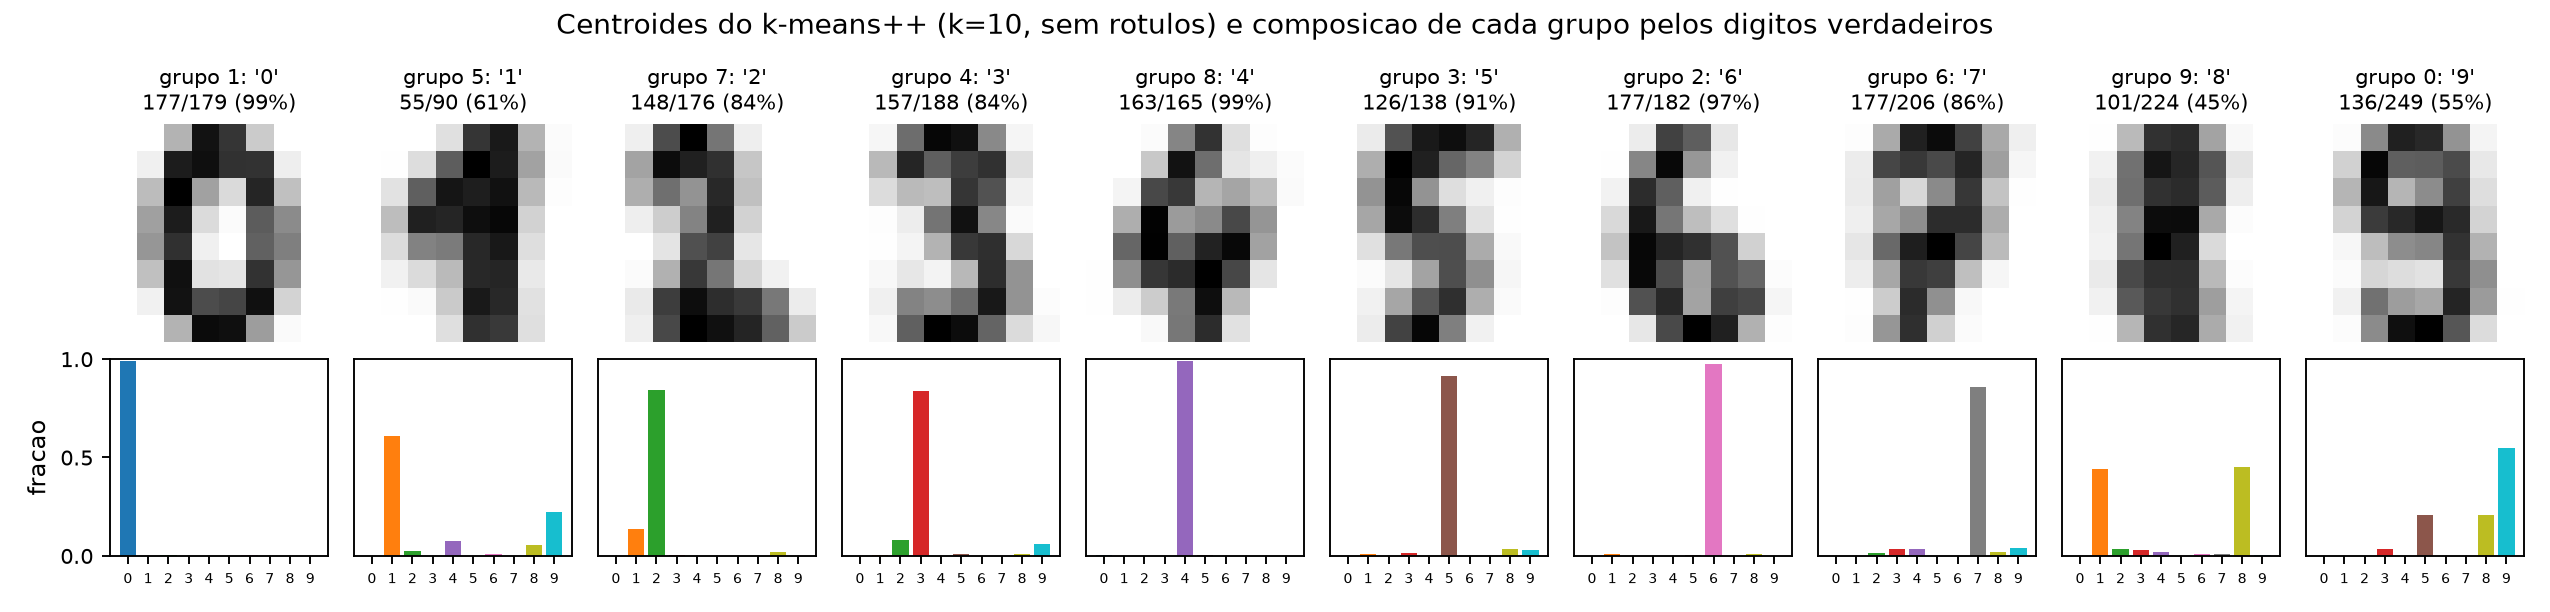 Centroides do k-means++ (k=10, sem rotulos) e composicao de cada grupo pelos digitos verdadeiros
grupo 1: '0'
177/179 (99%)
grupo 5: '1'
55/90 (61%)
grupo 7: '2'
148/176 (84%)
grupo 4: '3'
157/188 (84%)
grupo 8: '4'
163/165 (99%)
grupo 3: '5'
126/138 (91%)
grupo 2: '6'
177/182 (97%)
grupo 6: '7'
177/206 (86%)
grupo 9: '8'
101/224 (45%)
grupo 0: '9'
136/249 (55%)
fracao
1.0
0.5
0.0
0 1 2 3 4 5 6 7 8 9
0 1 2 3 4 5 6 7 8 9
0 1 2 3 4 5 6 7 8 9
0 1 2 3 4 5 6 7 8 9
0 1 2 3 4 5 6 7 8 9
0 1 2 3 4 5 6 7 8 9
0 1 2 3 4 5 6 7 8 9
0 1 2 3 4 5 6 7 8 9
0 1 2 3 4 5 6 7 8 9
0 1 2 3 4 5 6 7 8 9